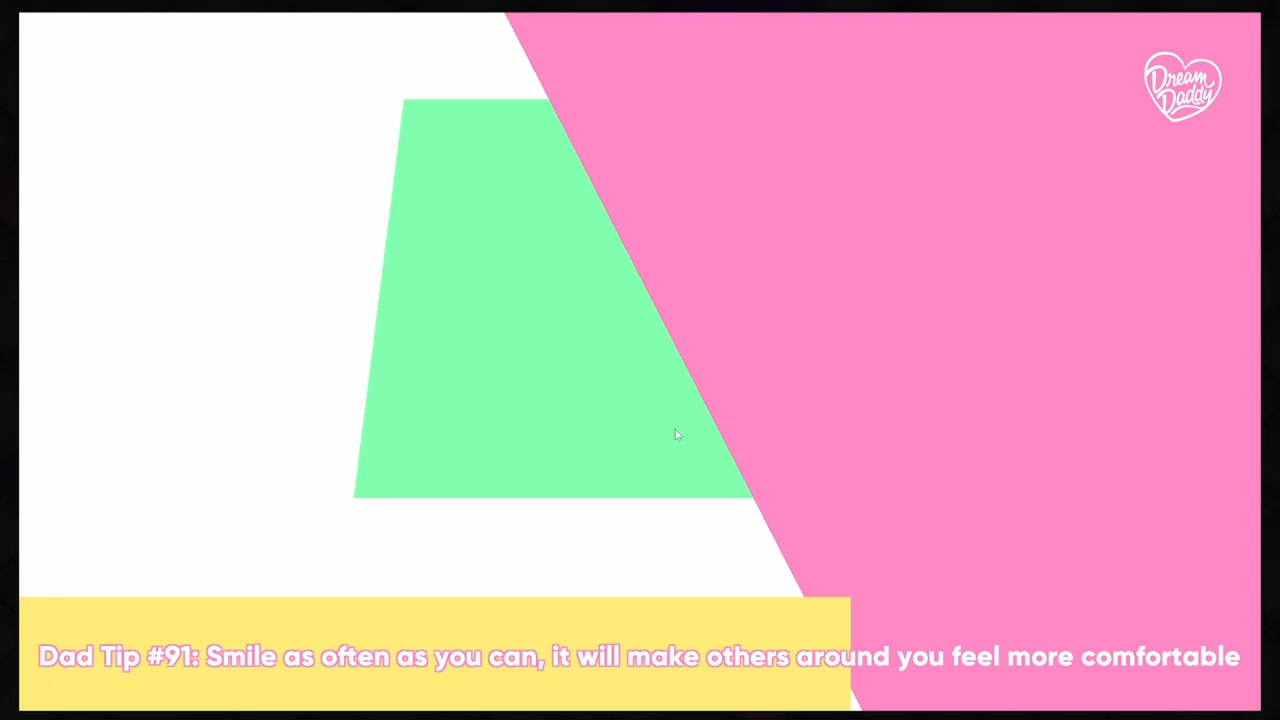 Dream
Daddy
Dad Tip #91: Smile as often as you can, it will make others around you feel more comfortable